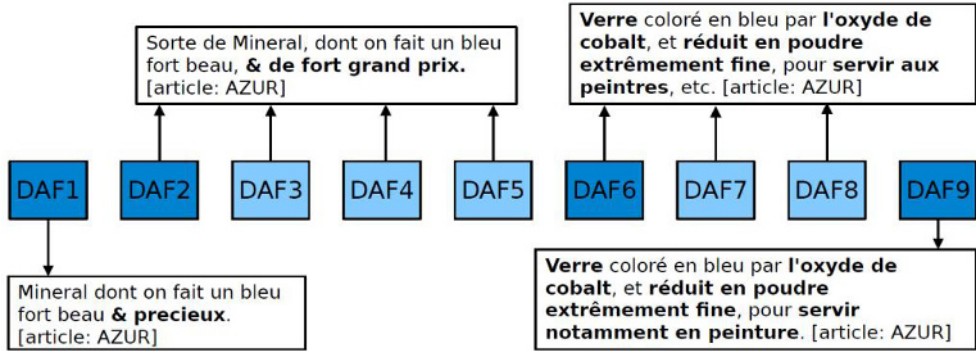 Sorte de Mineral, dont on fait un bleu
fort beau, & de fort grand prix.
[article: AZUR]
Verre coloré en bleu par l'oxyde de
cobalt, et réduit en poudre
extrêmement fine, pour servir aux
peintres, etc. [article: AZUR]
DAF1
DAF2
DAF3
DAF4
DAF5
DAF6
DAF7
DAF8
DAF9
Mineral dont on fait un bleu
fort beau & precieux.
[article: AZUR]
Verre coloré en bleu par l'oxyde de
cobalt, et réduit en poudre
extrêmement fine, pour servir
notamment en peinture. [article: AZUR]